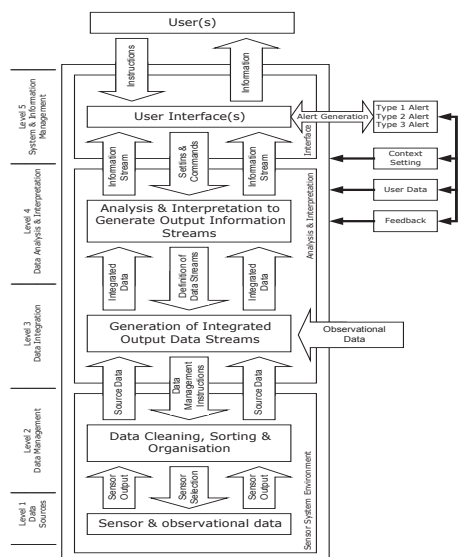 User(s)
Instructions
Information
Level 5
System & Information
Management
User Interface(s)
Alert Generation
Type 1 Alert
Type 2 Alert
Type 3 Alert
Interface
Information
Stream
Settins &
Commands
Information
Stream
Context
Setting
User Data
Feedback
Level 4
Data Analysis & Interpretation
Analysis & Interpretation to
Generate Output Information
Streams
Analysis & Interpretation
Integrated
Data
Definition of
Data Streams
Integrated
Data
Level 3
Data Integration
Generation of Integrated
Output Data Streams
Observational
Data
Source Data
Data
Management
Instructions
Source Data
Level 2
Data Management
Data Cleaning, Sorting &
Organisation
Sensor
Output
Sensor
Selection
Sensor
Output
Level 1
Data
Sources
Sensor & observational data
Sensor System Environment